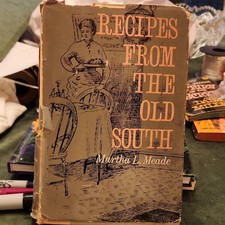 RECIPES
FROM
THE
OLD
SOUTH
Martha L. Meade